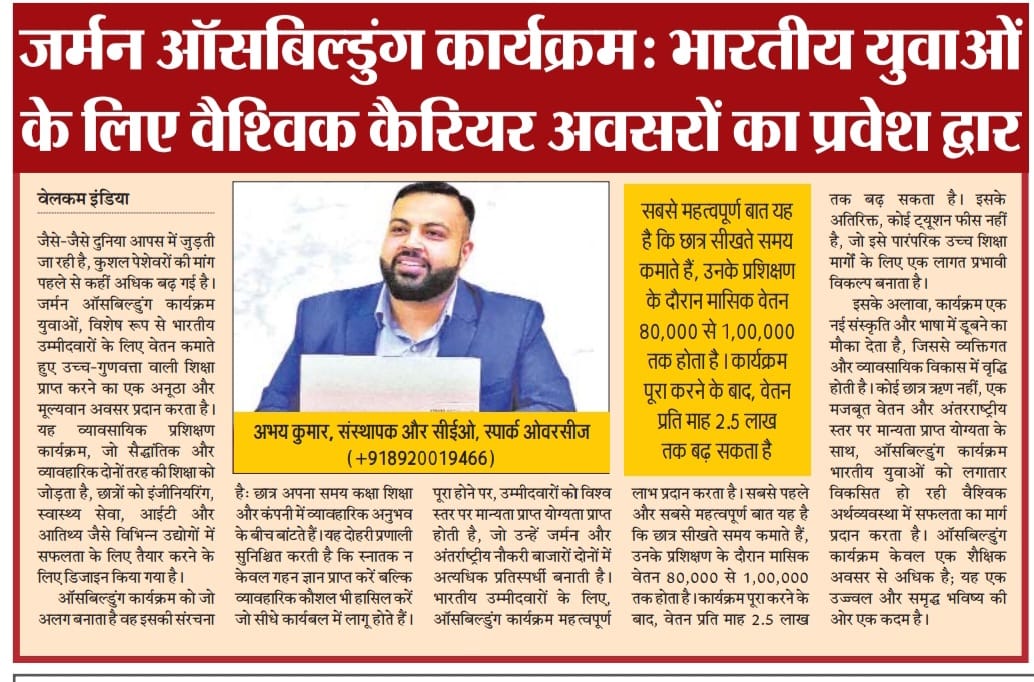 जर्मन ऑसबिल्डुंग कार्यक्रम: भारतीय युवाओं
के लिए वैश्विक कैरियर अवसरों का प्रवेश द्वार
वेलकम इंडिया
जैसे-जैसे दुनिया आपस में जुड़ती
जा रही है, कुशल पेशेवरों की मांग
पहले से कहीं अधिक बढ़ गई है।
जर्मन ऑसबिल्डुंग कार्यक्रम
युवाओं, विशेष रूप से भारतीय
उम्मीदवारों के लिए वेतन कमाते
हुए उच्च-गुणवत्ता वाली शिक्षा
प्राप्त करने का एक अनूठा और
मूल्यवान अवसर प्रदान करता है।
यह व्यावसायिक प्रशिक्षण
कार्यक्रम, जो सैद्धांतिक और
व्यावहारिक दोनों तरह की शिक्षा को
जोड़ता है, छात्रों को इंजीनियरिंग,
स्वास्थ्य सेवा, आईटी और
आतिथ्य जैसे विभिन्न उद्योगों में
सफलता के लिए तैयार करने के
लिए डिजाइन किया गया है।
ऑसबिल्डुंग कार्यक्रम को जो
अलग बनाता है वह इसकी संरचना
अभय कुमार, संस्थापक और सीईओ, स्पार्क ओवरसीज
(+918920019466)
है: छात्र अपना समय कक्षा शिक्षा
और कंपनी में व्यावहारिक अनुभव
के बीच बांटते हैं। यह दोहरी प्रणाली
सुनिश्चित करती है कि स्नातक न
केवल गहन ज्ञान प्राप्त करें बल्कि
व्यावहारिक कौशल भी हासिल करें
जो सीधे कार्यबल में लागू होते हैं।
पूरा होने पर, उम्मीदवारों को विश्व
स्तर पर मान्यता प्राप्त योग्यता प्राप्त
होती है, जो उन्हें जर्मन और
अंतर्राष्ट्रीय नौकरी बाजारों दोनों में
अत्यधिक प्रतिस्पर्धी बनाती है।
भारतीय उम्मीदवारों के लिए,
ऑसबिल्डुंग कार्यक्रम महत्वपूर्ण
सबसे महत्वपूर्ण बात यह
है कि छात्र सीखते समय
कमाते हैं, उनके प्रशिक्षण
के दौरान मासिक वेतन
80,000 से 1,00,000
तक होता है। कार्यक्रम
पूरा करने के बाद, वेतन
प्रति माह 2.5 लाख
तक बढ़ सकता है
लाभ प्रदान करता है। सबसे पहले
और सबसे महत्वपूर्ण बात यह है
कि छात्र सीखते समय कमाते हैं,
उनके प्रशिक्षण के दौरान मासिक
वेतन 80,000 से 1,00,000
तक होता है। कार्यक्रम पूरा करने के
बाद, वेतन प्रति माह 2.5 लाख
तक बढ़ सकता है। इसके
अतिरिक्त, कोई ट्यूशन फीस नहीं
है, जो इसे पारंपरिक उच्च शिक्षा
मार्गों के लिए एक लागत प्रभावी
विकल्प बनाता है।
इसके अलावा, कार्यक्रम एक
नई संस्कृति और भाषा में डूबने का
मौका देता है, जिससे व्यक्तिगत
और व्यावसायिक विकास में वृद्धि
होती है। कोई छात्र ऋण नहीं, एक
मजबूत वेतन और अंतरराष्ट्रीय
स्तर पर मान्यता प्राप्त योग्यता के
साथ, ऑसबिल्डुंग कार्यक्रम
भारतीय युवाओं को लगातार
विकसित हो रही वैश्विक
अर्थव्यवस्था में सफलता का मार्ग
प्रदान करता है। ऑसबिल्डुंग
कार्यक्रम केवल एक शैक्षिक
अवसर से अधिक है; यह एक
उज्ज्वल और समृद्ध भविष्य की
ओर एक कदम है।